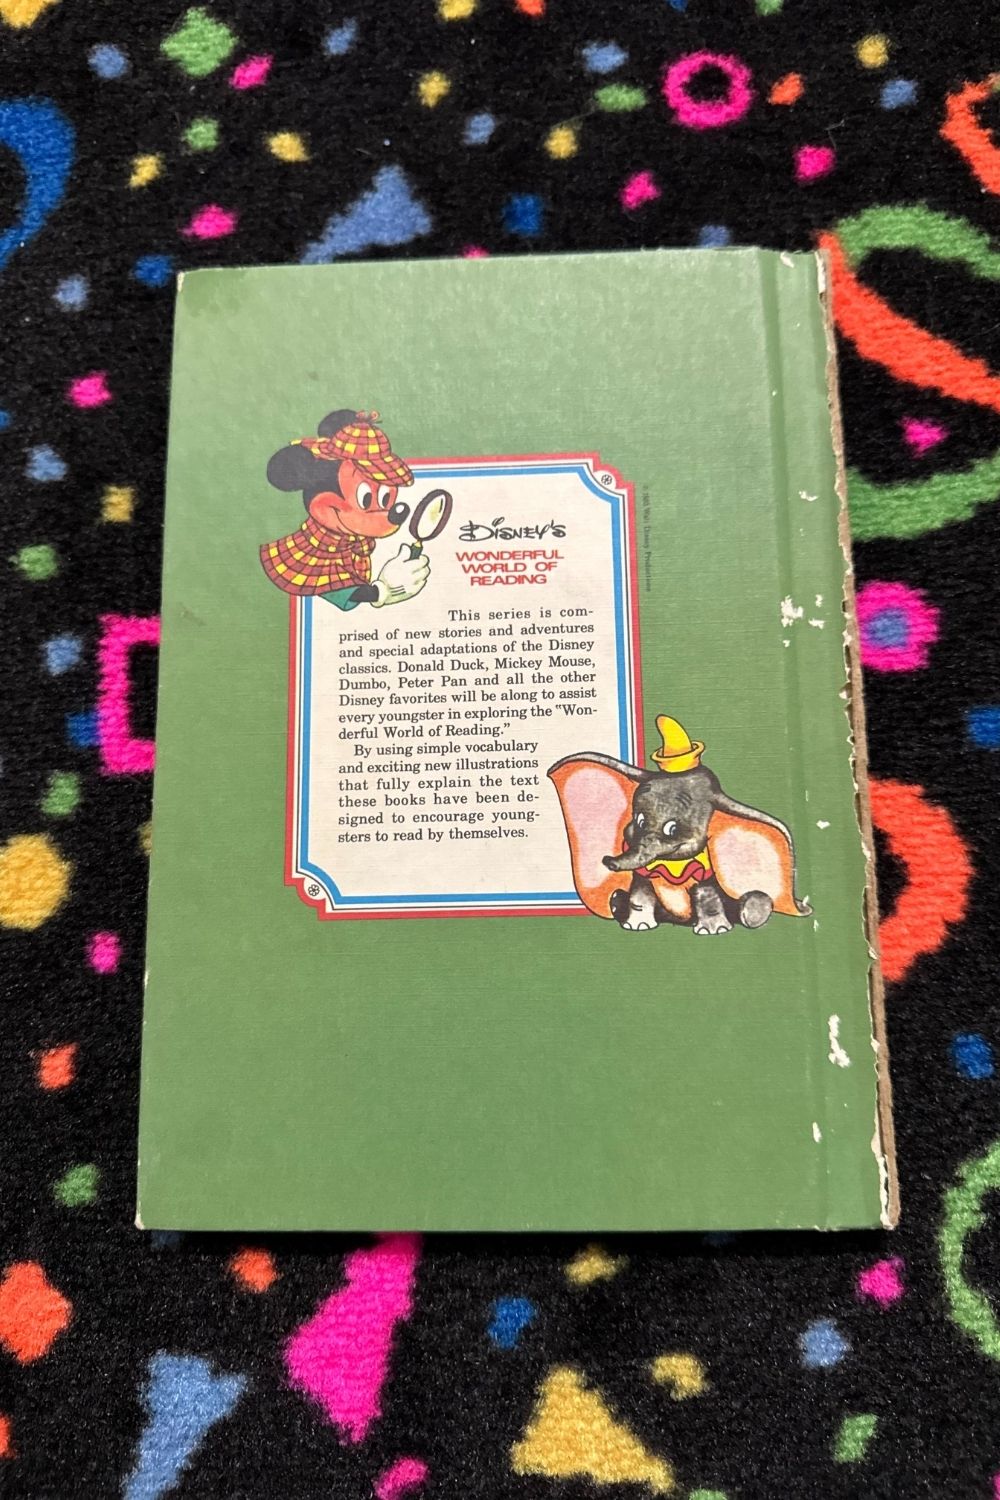 DISNEY'S
WONDERFUL
WORLD OF
READING
This series is com-
prised of new stories and adventures
and special adaptations of the Disney
classics. Donald Duck, Mickey Mouse,
Dumbo, Peter Pan and all the other
Disney favorites will be along to assist
every youngster in exploring the "Won-
derful World of Reading."
By using simple vocabulary
and exciting new illustrations
that fully explain the text
these books have been de-
signed to encourage young-
sters to read by themselves.
Walt Disney Productions